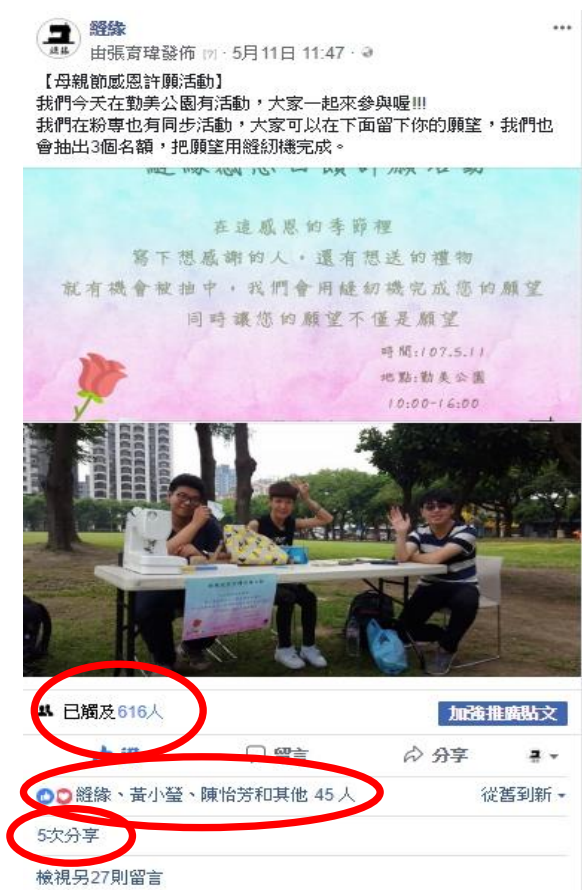 縫緣
由張育瑋發佈 [?] · 5月11日 11:47 ·
【母親節感恩許願活動】
我們今天在勤美公園有活動，大家一起來參與喔!!!
我們在粉專也有同步活動，大家可以在下面留下你的願望，我們也
會抽出3個名額，把願望用縫紉機完成。
在這感恩的季節裡
寫下想感謝的人。還有想送的禮物
就有機會被抽中，我們會用縫紉機完成您的願望
同時讓您的願望不僅是願望
時間:107.5.11
地點:勤美公園
10:00-16:00
已觸及616人
加強推廣貼文
讚 留言 分享
縫緣、黃小瑩、陳怡芳和其他 45 人
從舊到新
5次分享
檢視另27則留言